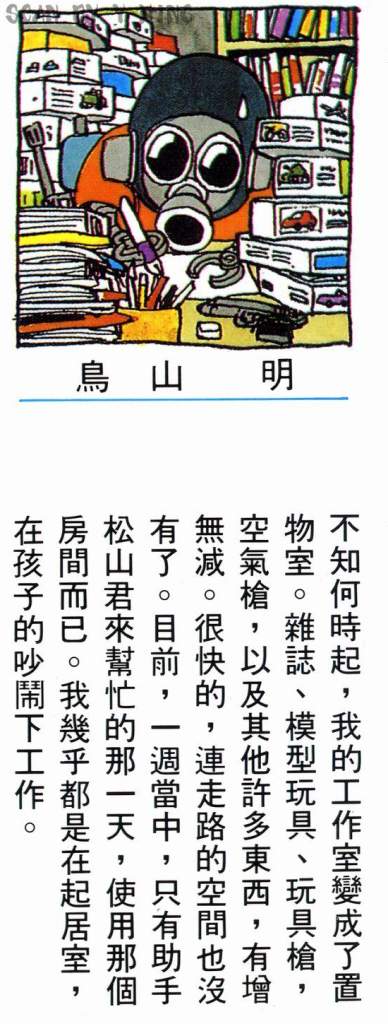 SCAN BY A-KING
鳥山　明
不知何時起，我的工作室變成了置
物室。雜誌、模型玩具、玩具槍，
空氣槍，以及其他許多東西，有增
無減。很快的，連走路的空間也沒
有了。目前，一週當中，只有助手
松山君來幫忙的那一天，使用那個
房間而已。我幾乎都是在起居室，
在孩子的吵鬧下工作。